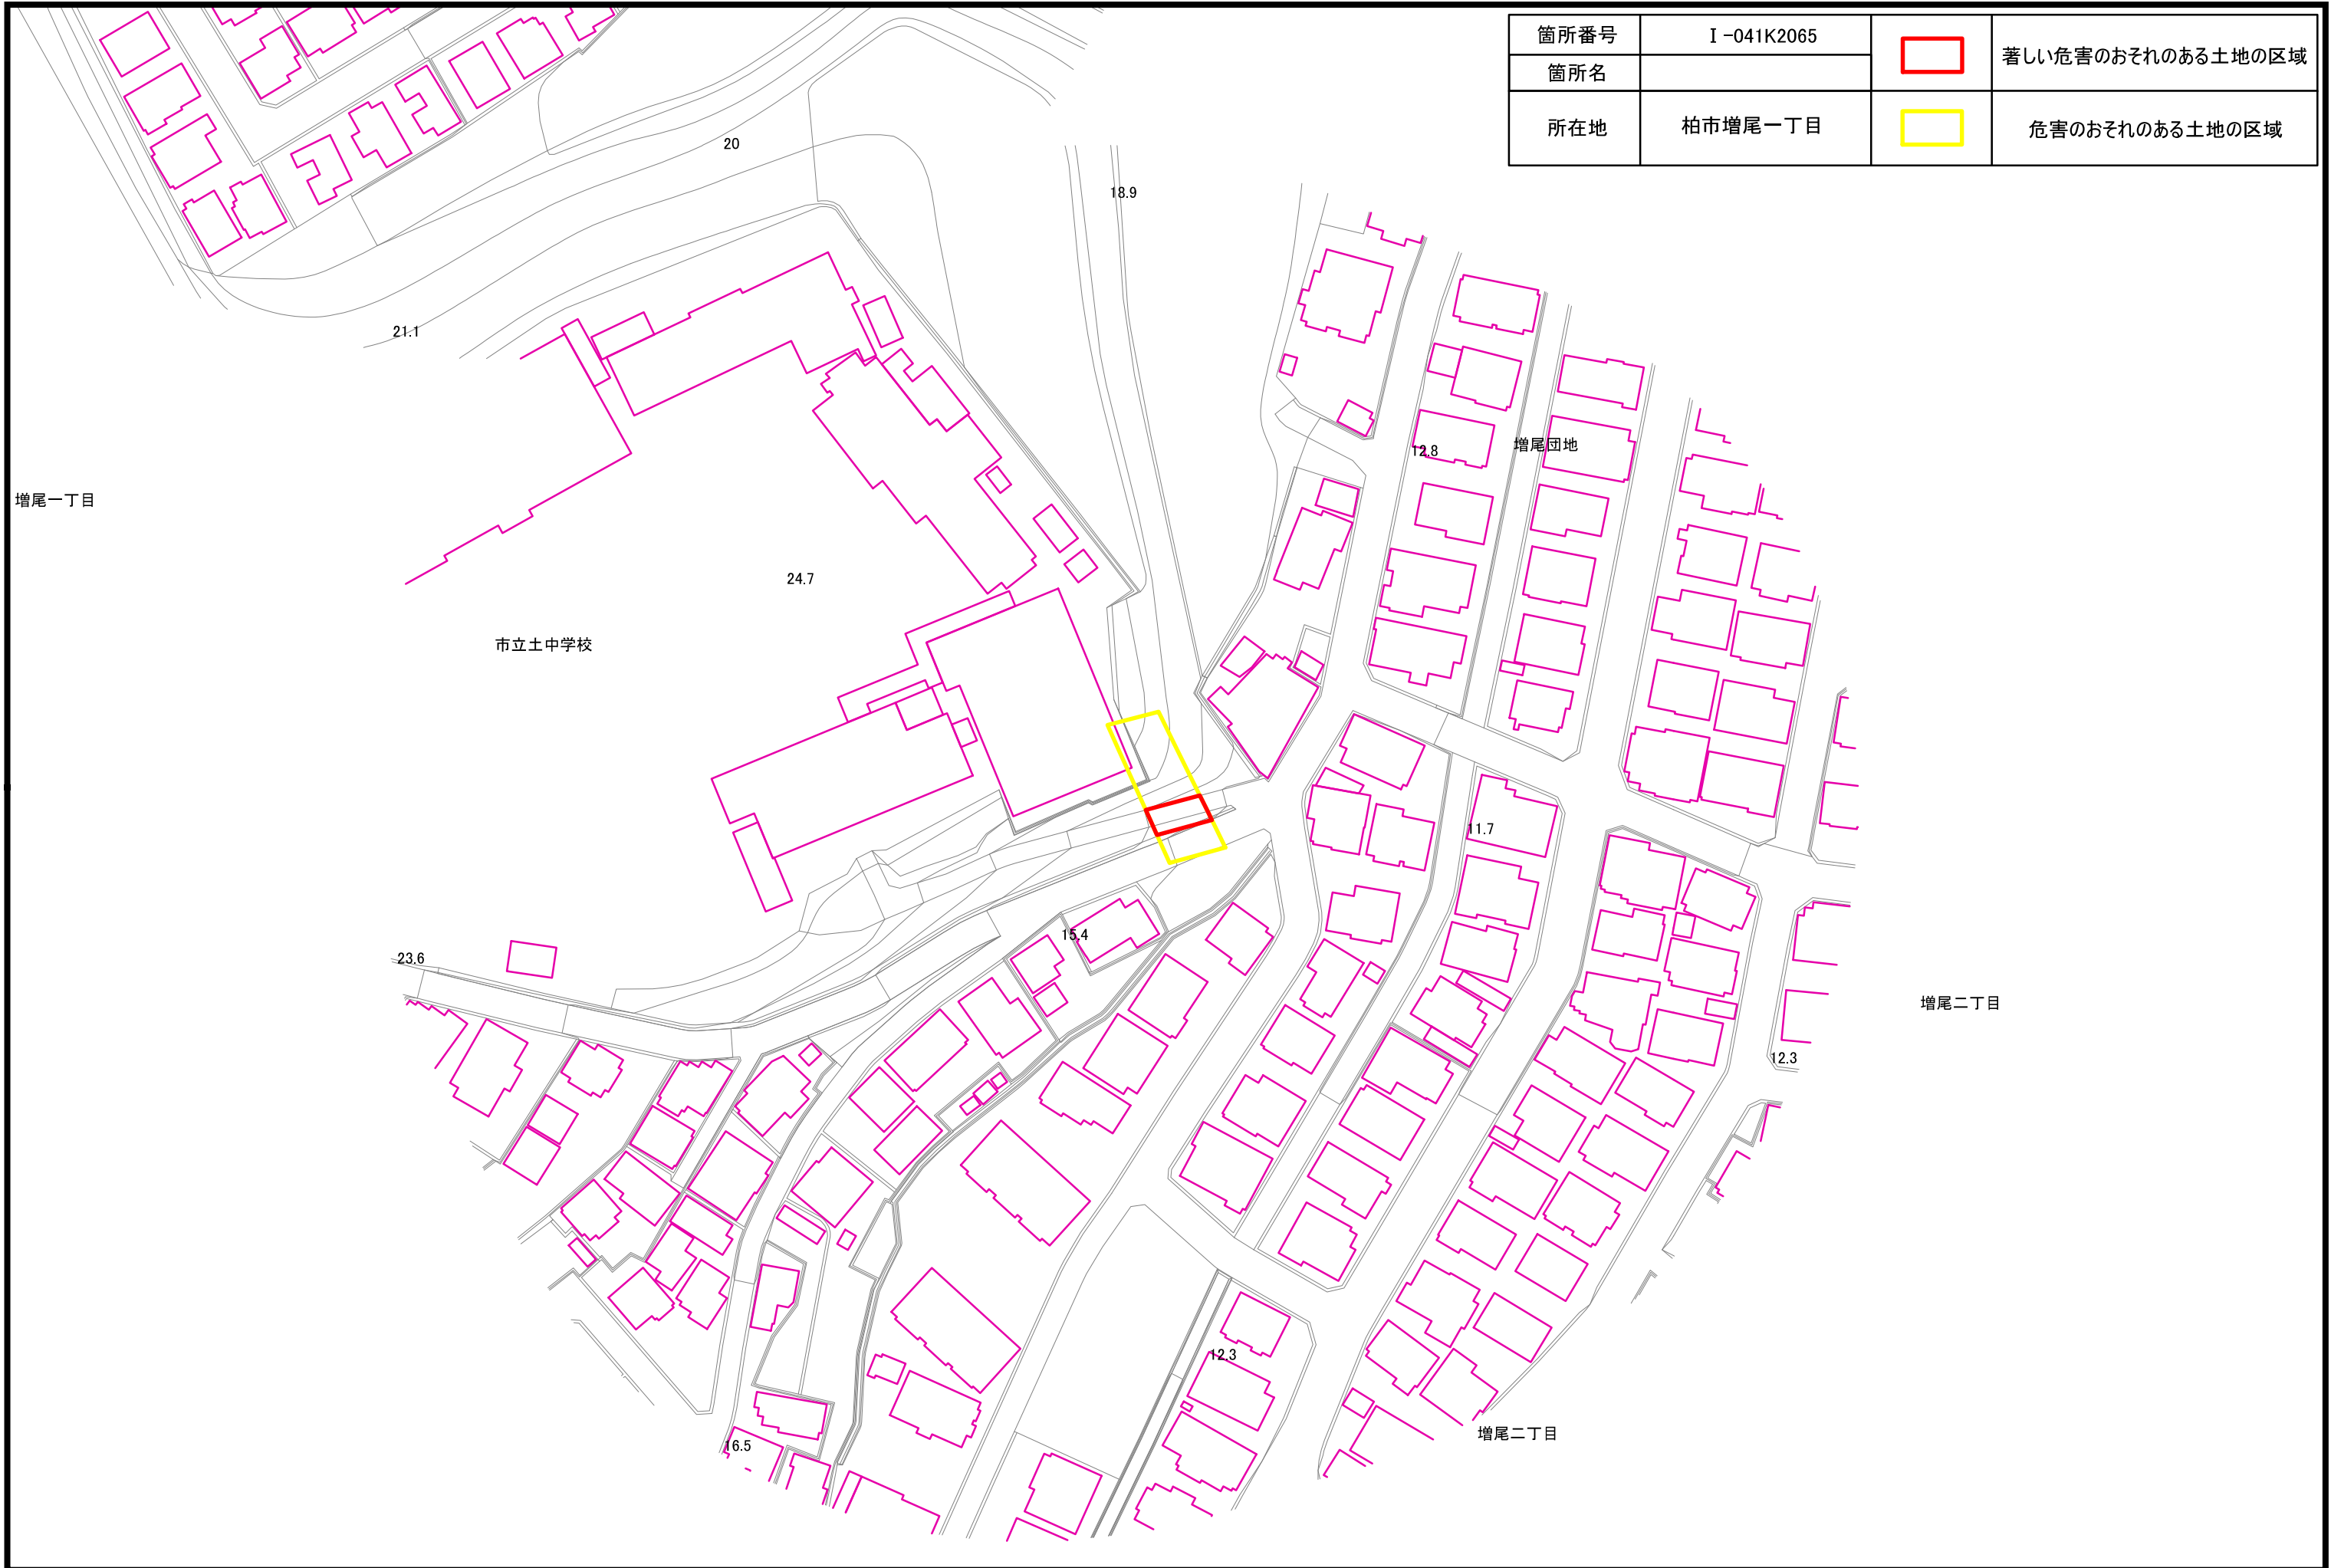 箇所番号 Ⅰ-041K2065
著しい危害のおそれのある土地の区域
箇所名
所在地 柏市増尾一丁目
危害のおそれのある土地の区域
20
18.9
21.1
12.8
増尾団地
増尾一丁目
24.7
市立土中学校
11.7
15.4
23.6
増尾二丁目
12.3
12.3
増尾二丁目
16.5